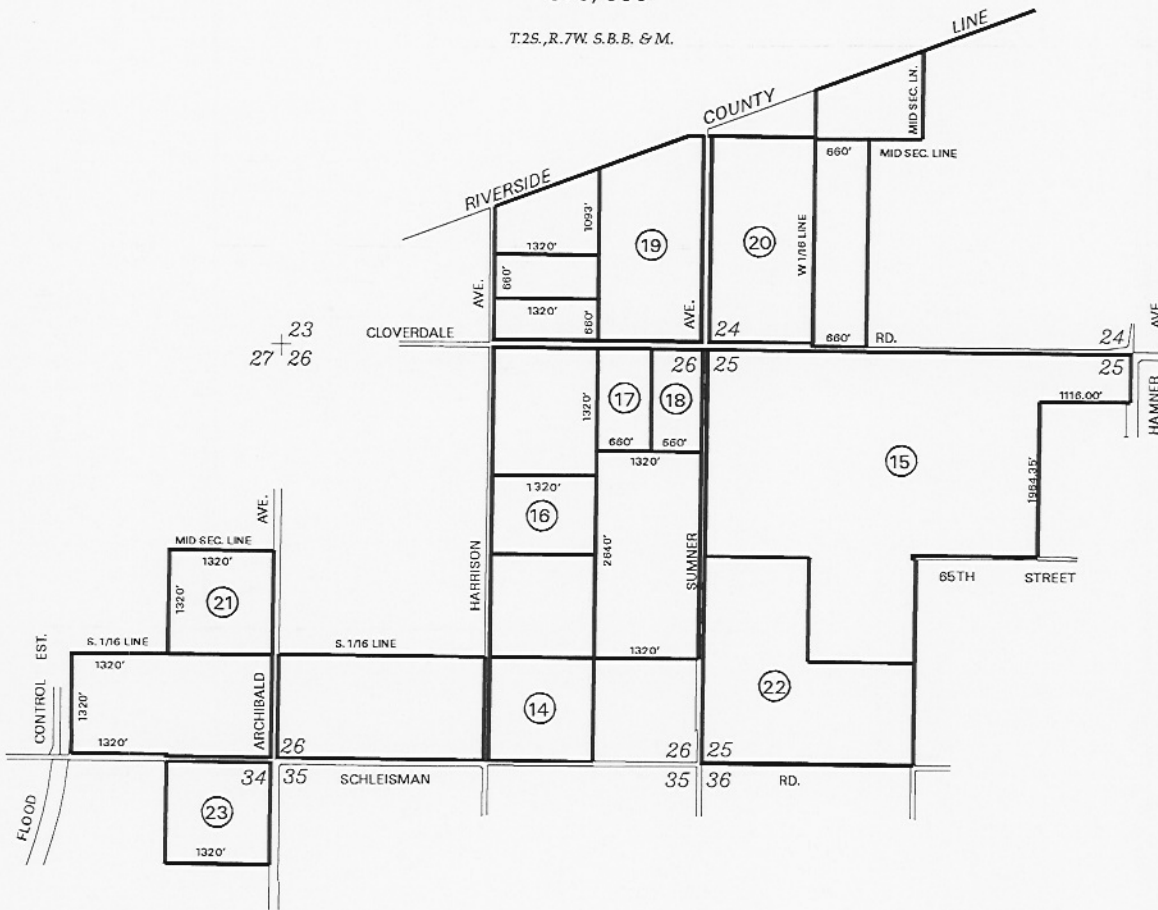 T.2S., R.7W. S.B.B. & M.
LINE
COUNTY
MID SEC. LN.
660'
MID SEC. LINE
RIVERSIDE
1093'
1320'
19
20
W 1/16 LINE
660'
1320'
660'
AVE.
AVE.
AVE.
23
27 26
CLOVERDALE
24
660'
RD.
24
26 25
25
HAMNER
1116.00'
1320'
17
18
660'
660'
1320'
15
1964.35'
1320'
16
2640'
AVE.
MID SEC. LINE
1320'
1320'
21
HARRISON
SUMNER
65TH STREET
S. 1/16 LINE
S. 1/16 LINE
1320'
1320'
CONTROL EST.
1320'
ARCHIBALD
22
14
1320'
26
26 25
34 35
SCHLEISMAN
35 36
RD.
FLOOD
23
1320'